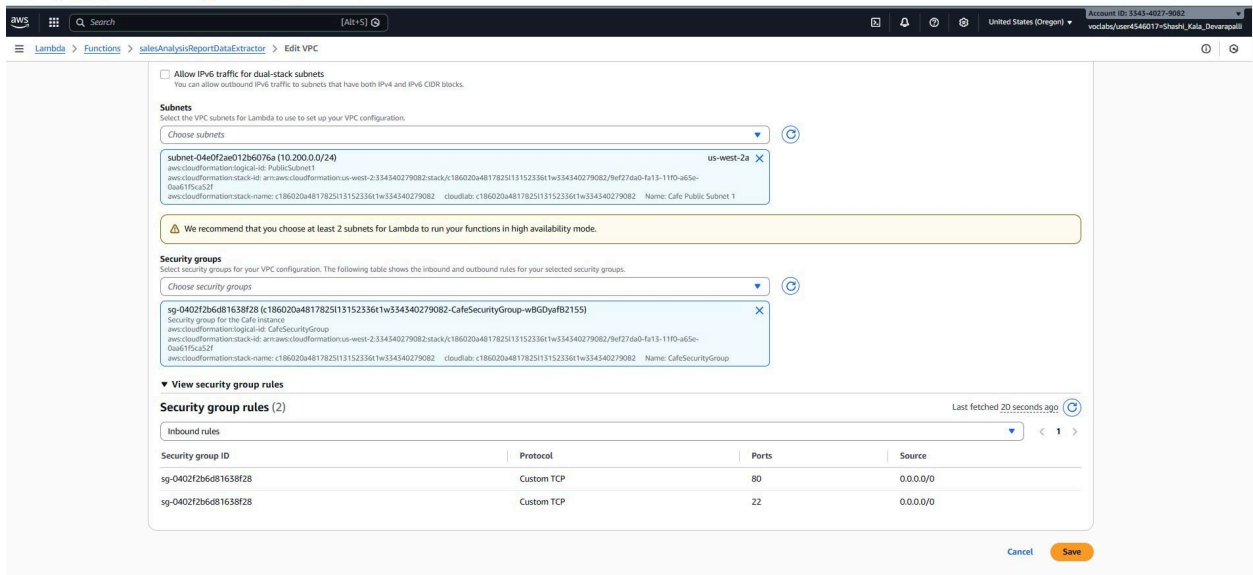 aws
Search
[Alt+S]
United States (Oregon)
Account ID: 3343-4027-9082
voclabs/user4546017=Shashi_Kala_Devarapalli
Lambda > Functions > salesAnalysisReportDataExtractor > Edit VPC
Allow IPv6 traffic for dual-stack subnets
You can allow outbound IPv6 traffic to subnets that have both IPv4 and IPv6 CIDR blocks.
Subnets
Select the VPC subnets for Lambda to use to set up your VPC configuration.
Choose subnets
subnet-04e0f2ae012b6076a (10.200.0.0/24) us-west-2a
aws:cloudformation:logical-id: PublicSubnet1
aws:cloudformation:stack-id: arn:aws:cloudformation:us-west-2:334340279082:stack/c186020a4817825l13152336t1w334340279082/9ef27da0-fa13-11f0-a65e-
0aa61f5ca52f
aws:cloudformation:stack-name: c186020a4817825l13152336t1w334340279082 cloudlab: c186020a4817825l13152336t1w334340279082 Name: Cafe Public Subnet 1
We recommend that you choose at least 2 subnets for Lambda to run your functions in high availability mode.
Security groups
Select security groups for your VPC configuration. The following table shows the inbound and outbound rules for your selected security groups.
Choose security groups
sg-0402f2b6d81638f28 (c186020a4817825l13152336t1w334340279082-CafeSecurityGroup-wBGDyafB2155)
Security group for the Cafe instance
aws:cloudformation:logical-id: CafeSecurityGroup
aws:cloudformation:stack-id: arn:aws:cloudformation:us-west-2:334340279082:stack/c186020a4817825l13152336t1w334340279082/9ef27da0-fa13-11f0-a65e-
0aa61f5ca52f
aws:cloudformation:stack-name: c186020a4817825l13152336t1w334340279082 cloudlab: c186020a4817825l13152336t1w334340279082 Name: CafeSecurityGroup
View security group rules
Security group rules (2)
Last fetched 20 seconds ago
Inbound rules
1
Security group ID Protocol Ports Source
sg-0402f2b6d81638f28 Custom TCP 80 0.0.0.0/0
sg-0402f2b6d81638f28 Custom TCP 22 0.0.0.0/0
Cancel Save